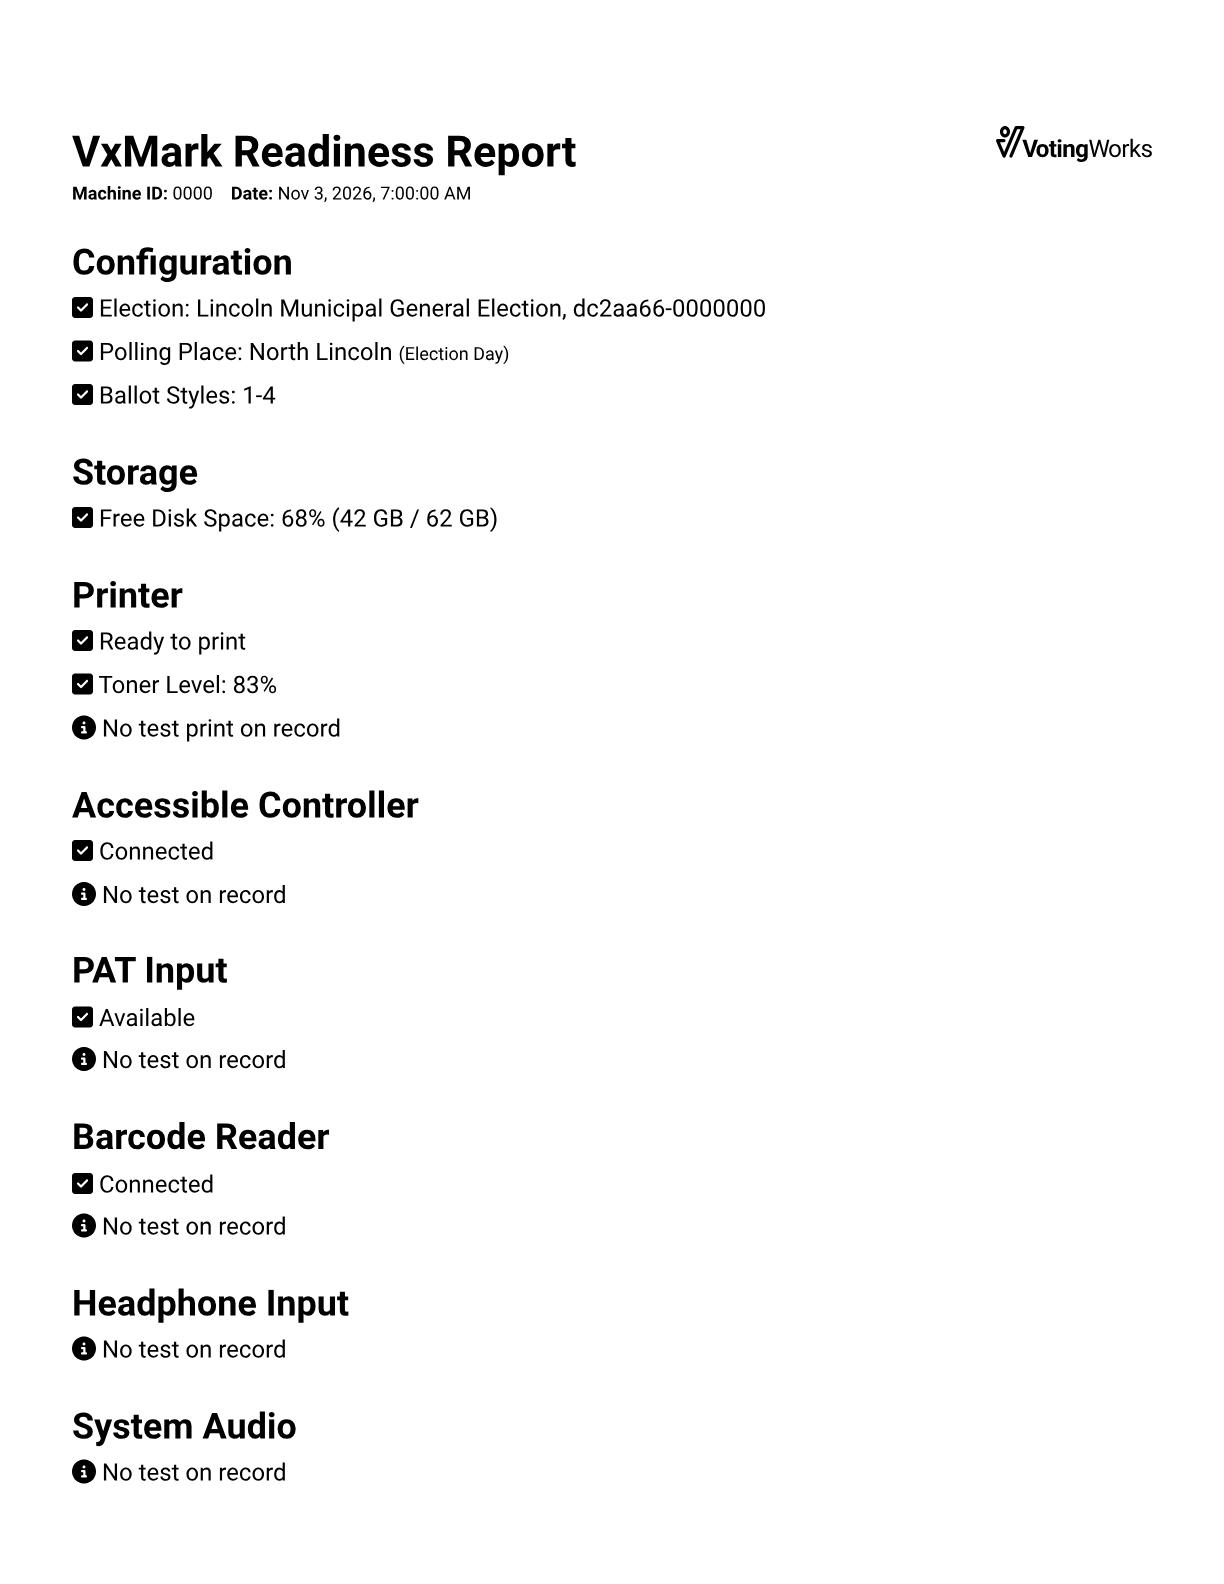 VxMark Readiness Report
VotingWorks
Machine ID: 0000 Date: Nov 3, 2026, 7:00:00 AM
Configuration
Election: Lincoln Municipal General Election, dc2aa66-0000000
Polling Place: North Lincoln (Election Day)
Ballot Styles: 1-4
Storage
Free Disk Space: 68% (42 GB / 62 GB)
Printer
Ready to print
Toner Level: 83%
No test print on record
Accessible Controller
Connected
No test on record
PAT Input
Available
No test on record
Barcode Reader
Connected
No test on record
Headphone Input
No test on record
System Audio
No test on record